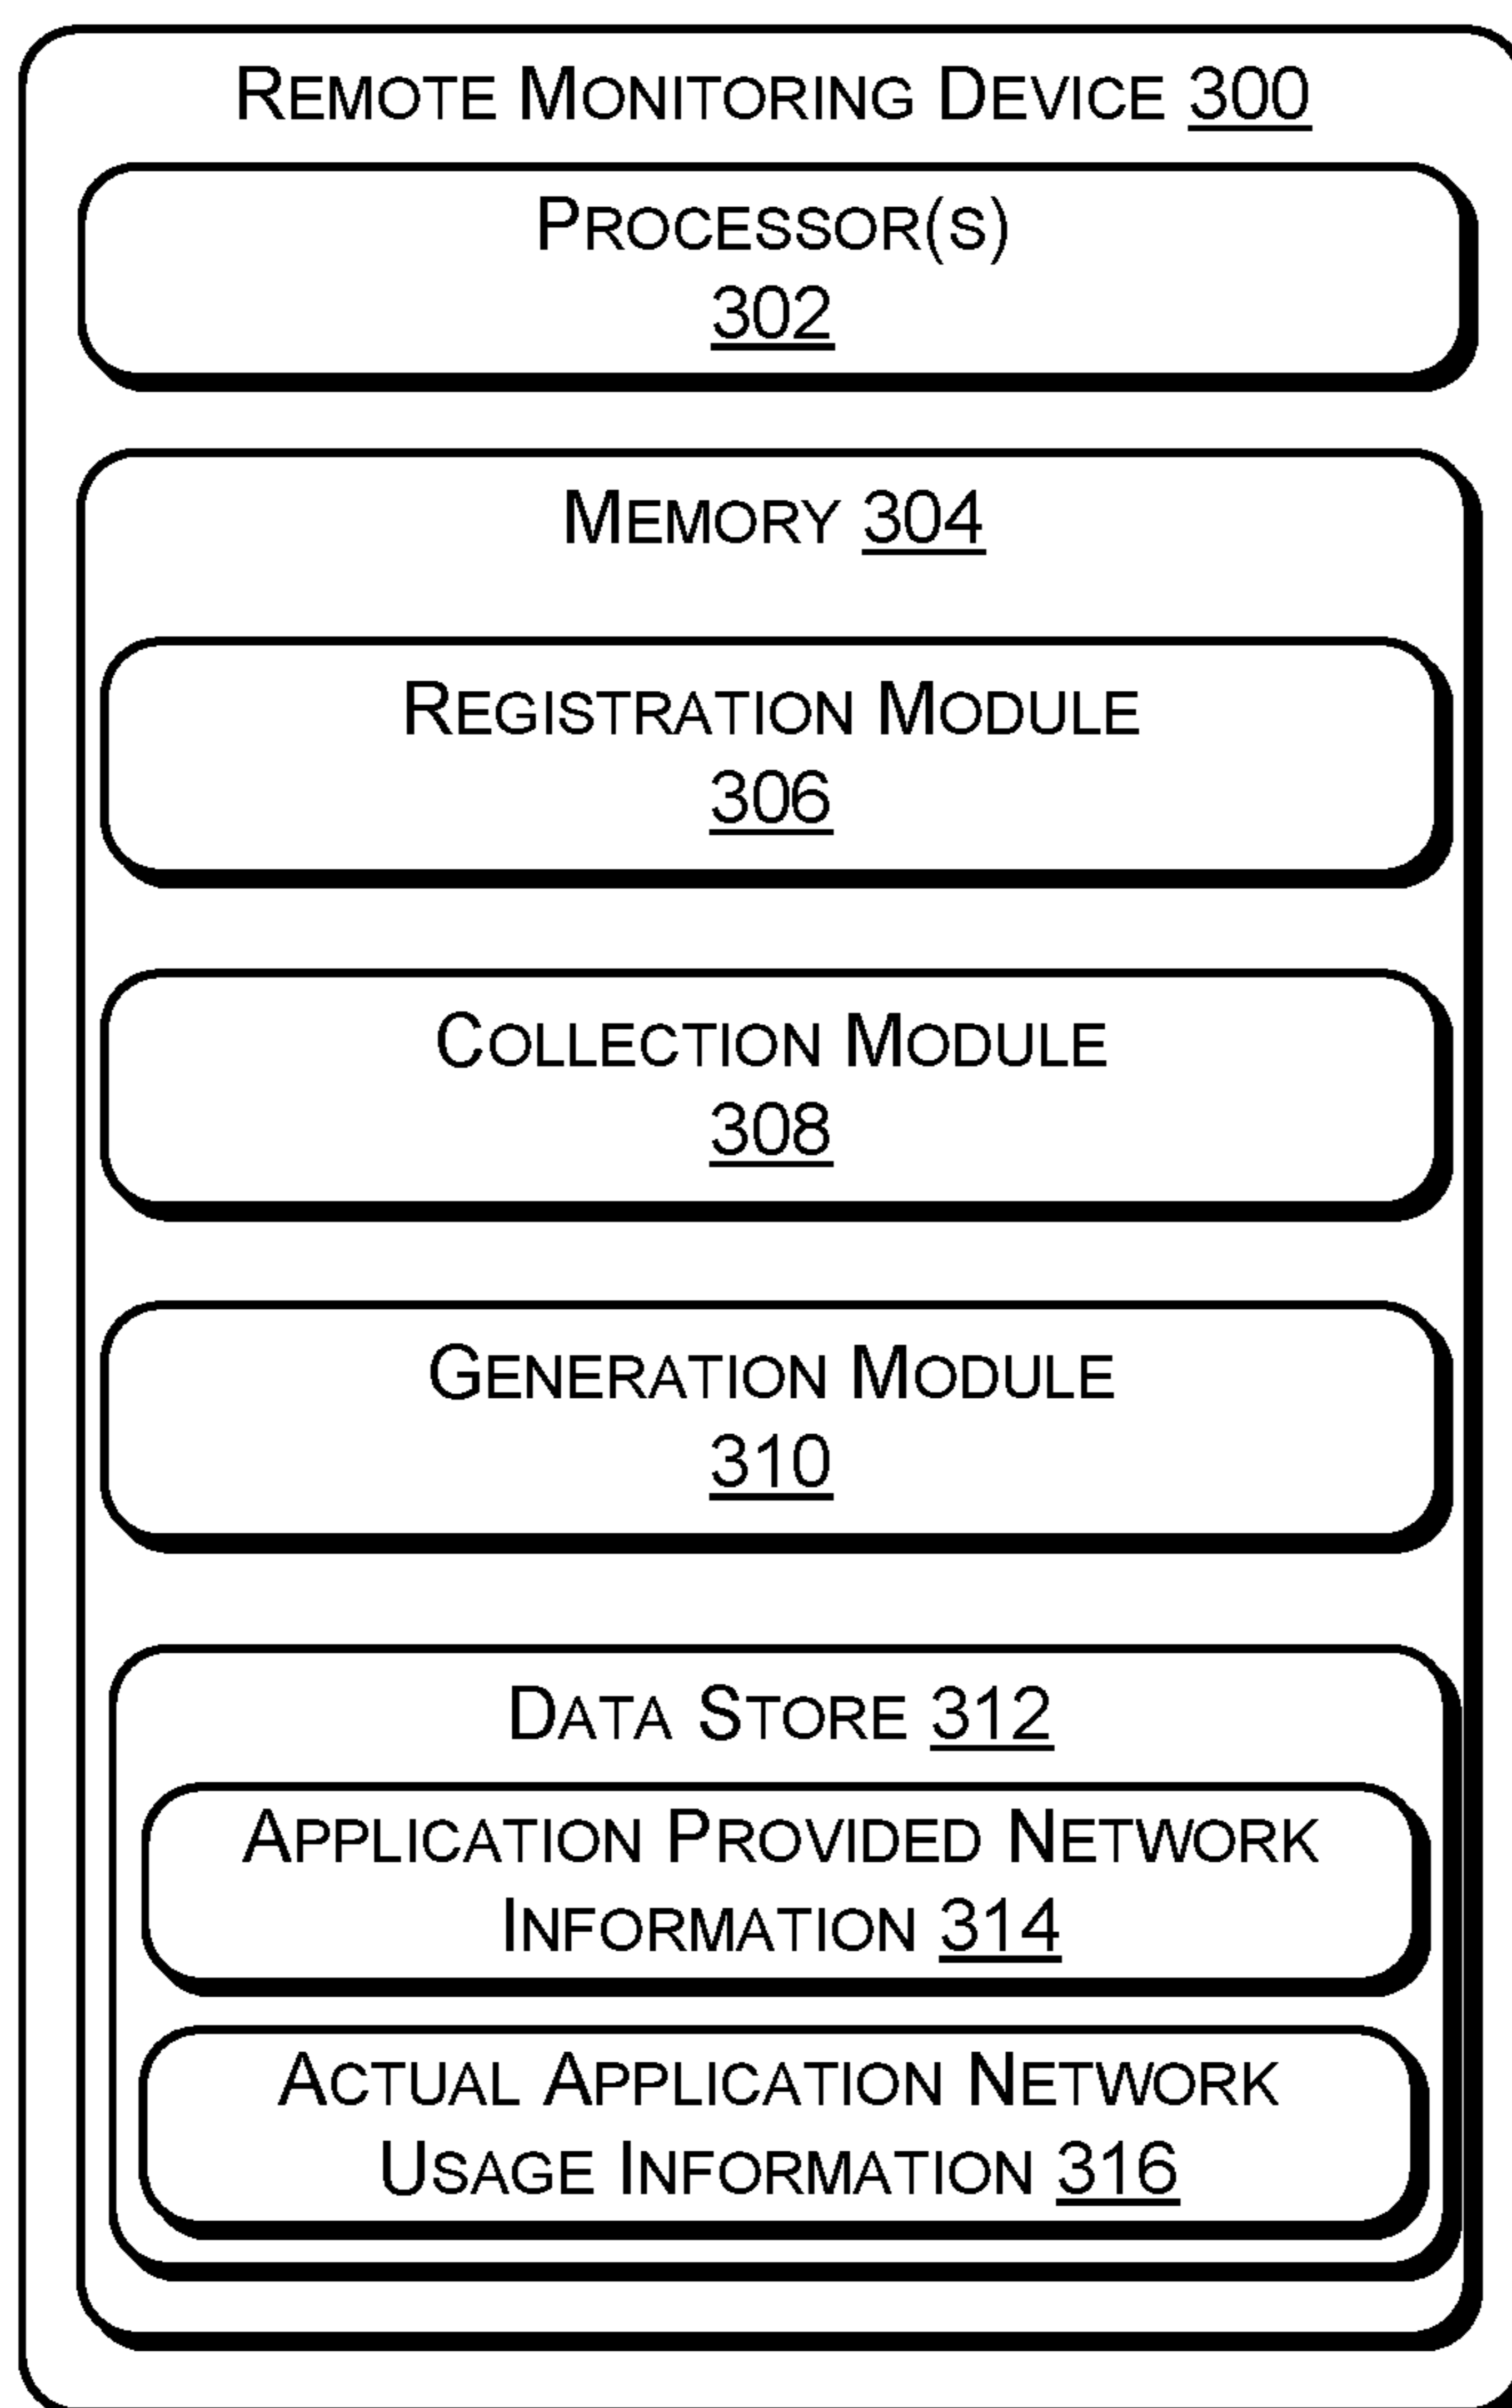 REMOTE MONITORING DEVICE 300
PROCESSOR(S)
302
MEMORY 304
REGISTRATION MODULE
306
COLLECTION MODULE
308
GENERATION MODULE
310
DATA STORE 312
APPLICATION PROVIDED NETWORK
INFORMATION 314
ACTUAL APPLICATION NETWORK
USAGE INFORMATION 316